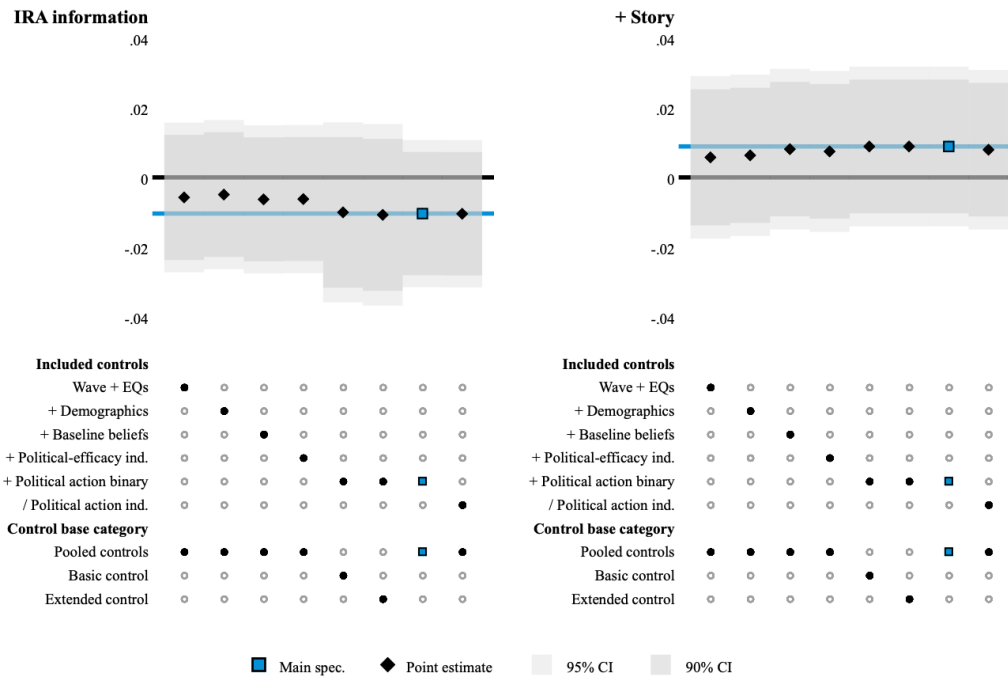 IRA information
.04
.02
0
-.02
-.04
Included controls
Wave + EQs
+ Demographics
+ Baseline beliefs
+ Political-efficacy ind.
+ Political action binary
/ Political action ind.
Control base category
Pooled controls
Basic control
Extended control
+ Story
.04
.02
0
-.02
-.04
Included controls
Wave + EQs
+ Demographics
+ Baseline beliefs
+ Political-efficacy ind.
+ Political action binary
/ Political action ind.
Control base category
Pooled controls
Basic control
Extended control
Main spec. Point estimate 95% CI 90% CI